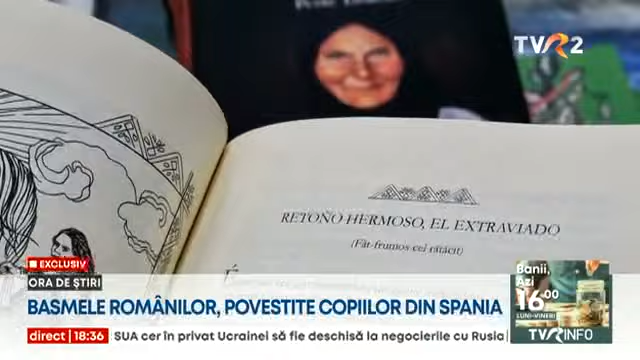 TVR2
RETOÑO HERMOSO, EL EXTRAVIADO
(Făt-frumos cel rătăcit)
EXCLUSIV
ORA DE ȘTIRI
BASMELE ROMÂNILOR, POVESTITE COPIILOR DIN SPANIA
direct | 18:36 SUA cer în privat Ucrainei să fie deschisă la negocierile cu Rusia |
Banii,
Azi
16:00
LUNI-VINERI
TVR INFO